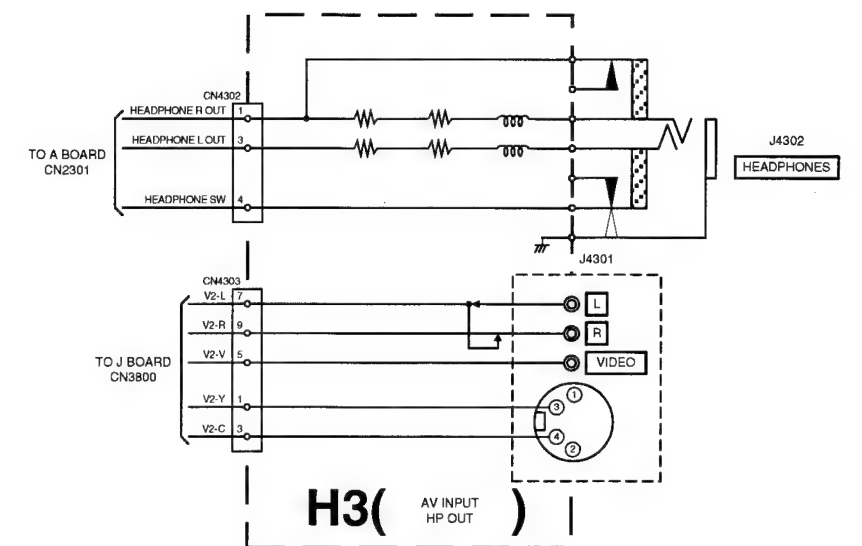 CN4302
HEADPHONE R OUT 1
HEADPHONE L OUT 3
TO A BOARD
CN2301
HEADPHONE SW 4
J4302
HEADPHONES
J4301
CN4303
V2-L 7
L
V2-R 9
R
TO J BOARD
CN3800
V2-V 5
VIDEO
V2-Y 1
V2-C 3
1
3
4
2
H3( AV INPUT
HP OUT )